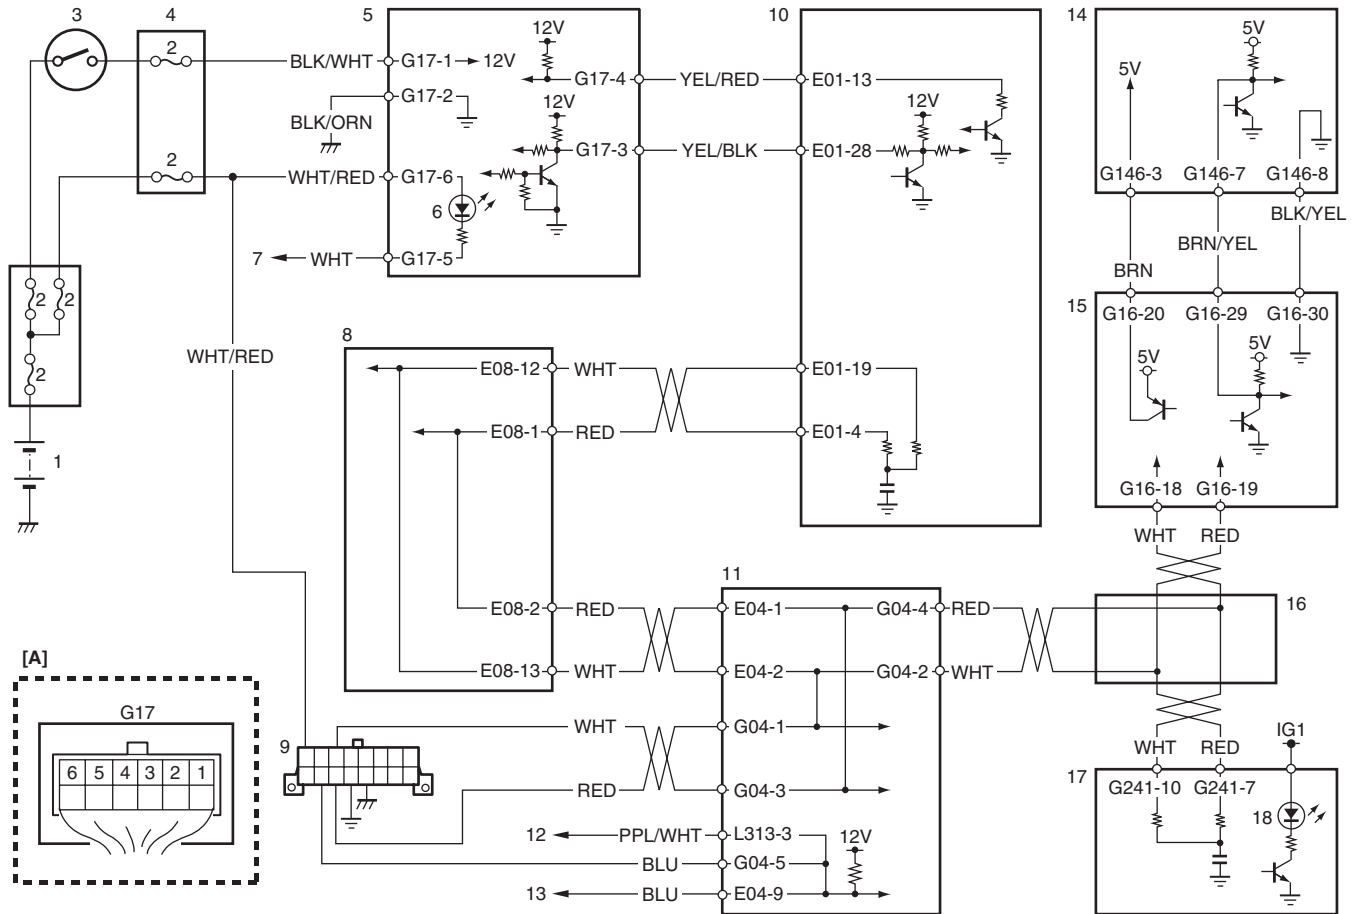 3
4
5
10
14
2
12V
BLK/WHT
G17-1
12V
G17-4
YEL/RED
E01-13
5V
5V
G17-2
BLK/ORN
12V
12V
G17-3
YEL/BLK
E01-28
2
WHT/RED
G17-6
G146-3
G146-7
G146-8
6
BLK/YEL
BRN/YEL
7
WHT
G17-5
BRN
2
2
15
G16-20
G16-29
G16-30
8
WHT/RED
5V
5V
2
E08-12
WHT
E01-19
E08-1
RED
E01-4
1
G16-18
G16-19
WHT
RED
11
E08-2
RED
E04-1
G04-4
RED
16
[A]
E08-13
WHT
E04-2
G04-2
WHT
G17
WHT
G04-1
IG1
9
WHT
RED
6 5 4 3 2 1
RED
G04-3
17
G241-10
G241-7
18
12
PPL/WHT
L313-3
12V
BLU
G04-5
13
BLU
E04-9